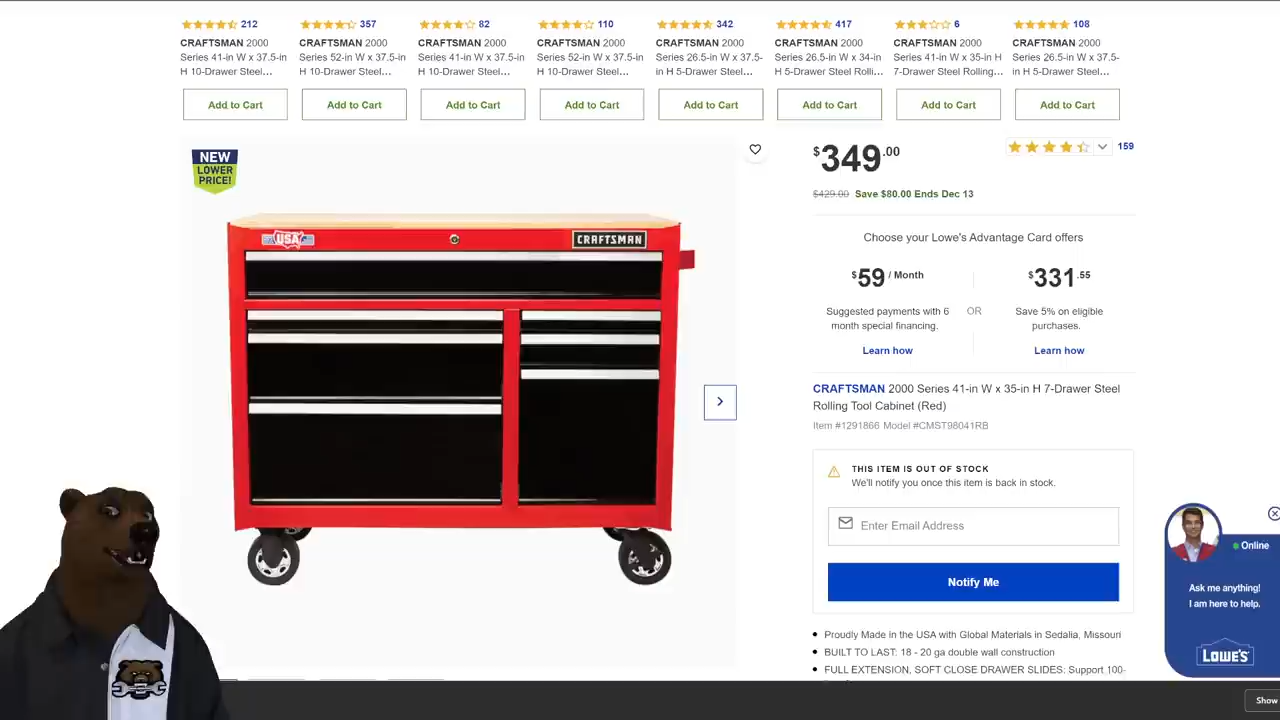 212
357
82
110
342
417
6
108
CRAFTSMAN 2000
Series 41-in W x 37.5-in
H 10-Drawer Steel...
CRAFTSMAN 2000
Series 52-in W x 37.5-in
H 10-Drawer Steel...
CRAFTSMAN 2000
Series 41-in W x 37.5-in
H 10-Drawer Steel...
CRAFTSMAN 2000
Series 52-in W x 37.5-in
H 10-Drawer Steel...
CRAFTSMAN 2000
Series 26.5-in W x 37.5-
in H 5-Drawer Steel...
CRAFTSMAN 2000
Series 26.5-in W x 34-in
H 5-Drawer Steel Rolli...
CRAFTSMAN 2000
Series 41-in W x 35-in H
7-Drawer Steel Rolling...
CRAFTSMAN 2000
Series 26.5-in W x 37.5-
in H 5-Drawer Steel...
Add to Cart
Add to Cart
Add to Cart
Add to Cart
Add to Cart
Add to Cart
Add to Cart
Add to Cart
NEW
LOWER
PRICE!
USA
CRAFTSMAN
$349.00
159
$429.00 Save $80.00 Ends Dec 13
Choose your Lowe's Advantage Card offers
$59 / Month
Suggested payments with 6
month special financing.
Learn how
OR
$331.55
Save 5% on eligible
purchases.
Learn how
CRAFTSMAN 2000 Series 41-in W x 35-in H 7-Drawer Steel
Rolling Tool Cabinet (Red)
Item #1291866 Model #CMST98041RB
THIS ITEM IS OUT OF STOCK
We'll notify you once this item is back in stock.
Enter Email Address
Notify Me
Proudly Made in the USA with Global Materials in Sedalia, Missouri
BUILT TO LAST: 18 - 20 ga double wall construction
FULL EXTENSION, SOFT CLOSE DRAWER SLIDES: Support 100-
Online
Ask me anything!
I am here to help.
LOWE'S
Show